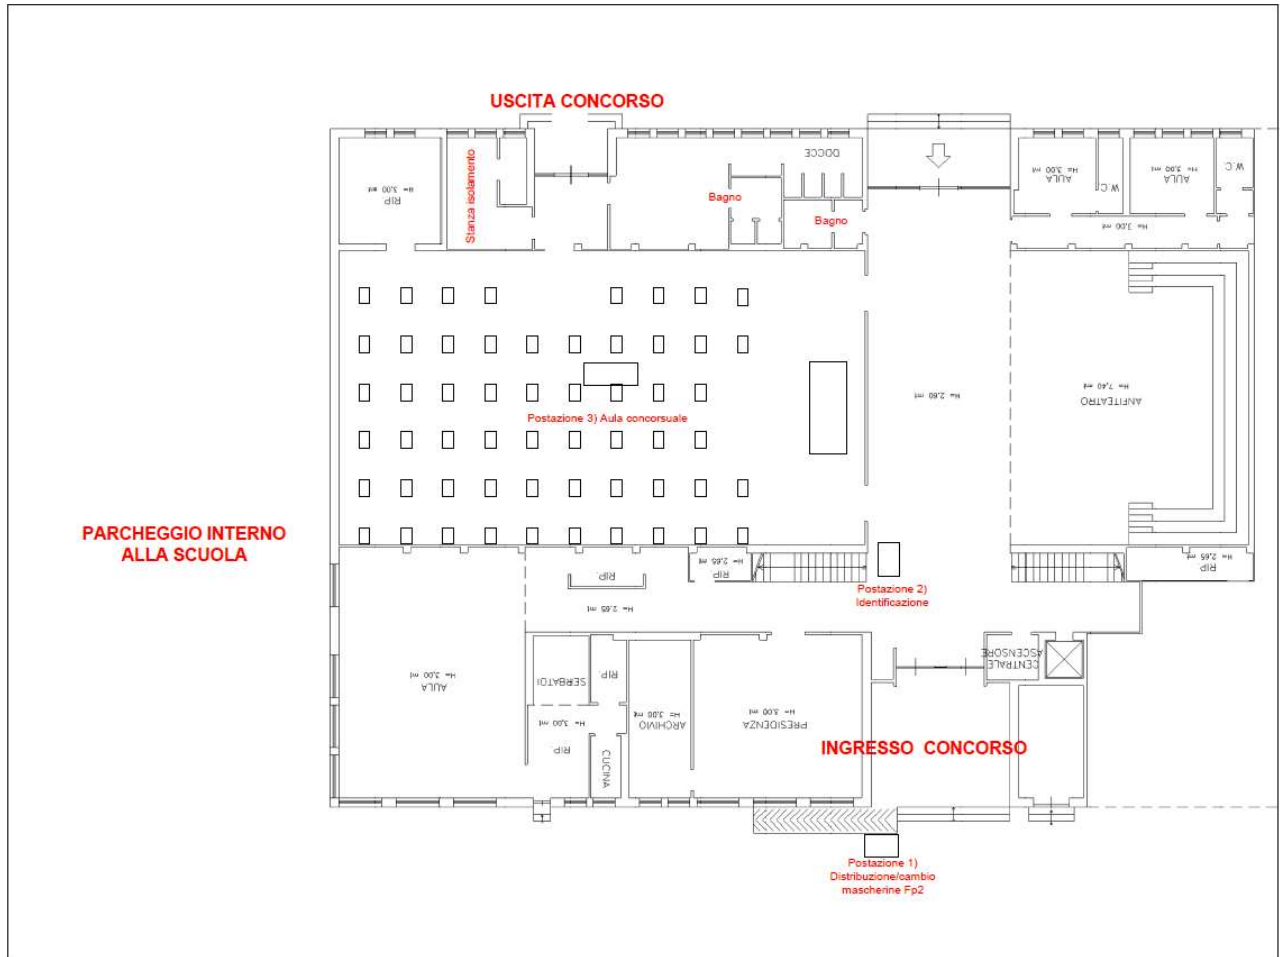 USCITA CONCORSO
DOCCE
Stanza isolamento
RIP.
H= 3,00 mt
Bagno
Bagno
AULA
H= 3,00 mt
W.C.
AULA
H= 3,00 mt
W.C.
H= 3,00 mt
H= 2,60 mt
ANFITEATRO
H= 7,40 mt
Postazione 3) Aula concorsuale
PARCHEGGIO INTERNO
ALLA SCUOLA
RIP.
H= 2,65 mt
RIP.
H= 2,65 mt
RIP.
H= 2,65 mt
Postazione 2)
Identificazione
CENTRALE
ASCENSORE
AULA
H= 3,00 mt
SERBATOI
RIP.
RIP.
H= 3,00 mt
CUCINA
ARCHIVIO
H= 3,00 mt
PRESIDENZA
H= 3,00 mt
INGRESSO CONCORSO
Postazione 1)
Distribuzione/cambio
mascherine Fp2